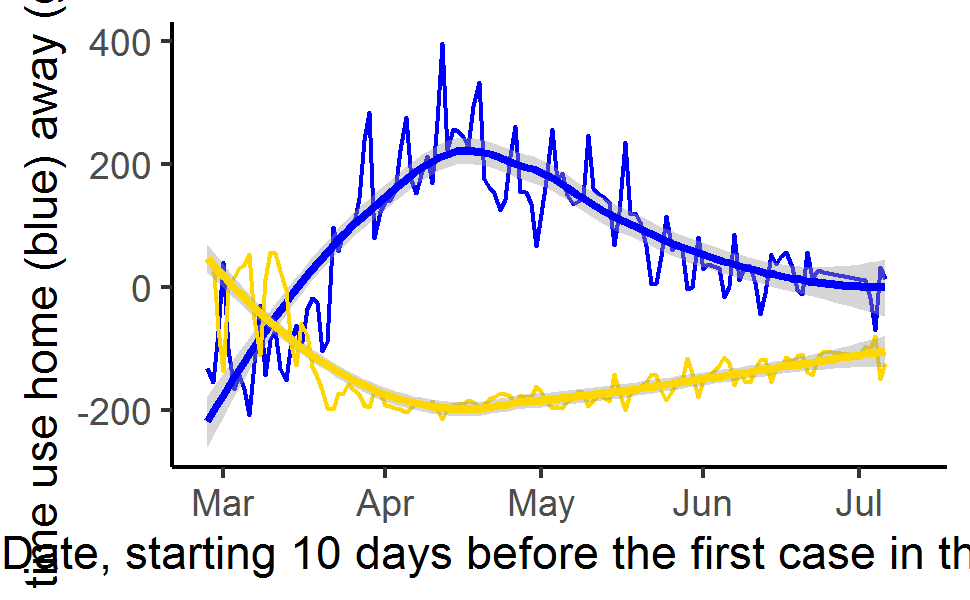 time use home (blue) away (
400
200
0
-200
Mar Apr May Jun Jul
Date, starting 10 days before the first case in th